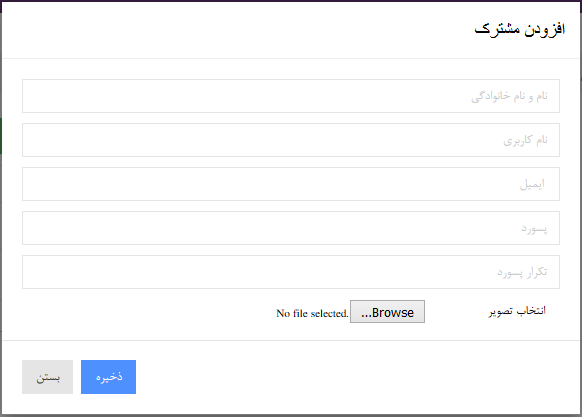 افزودن مشترک
نام و نام خانوادگی
نام کاربری
ایمیل
پسورد
تکرار پسورد
انتخاب تصویر ...Browse No file selected.
ذخیره بستن